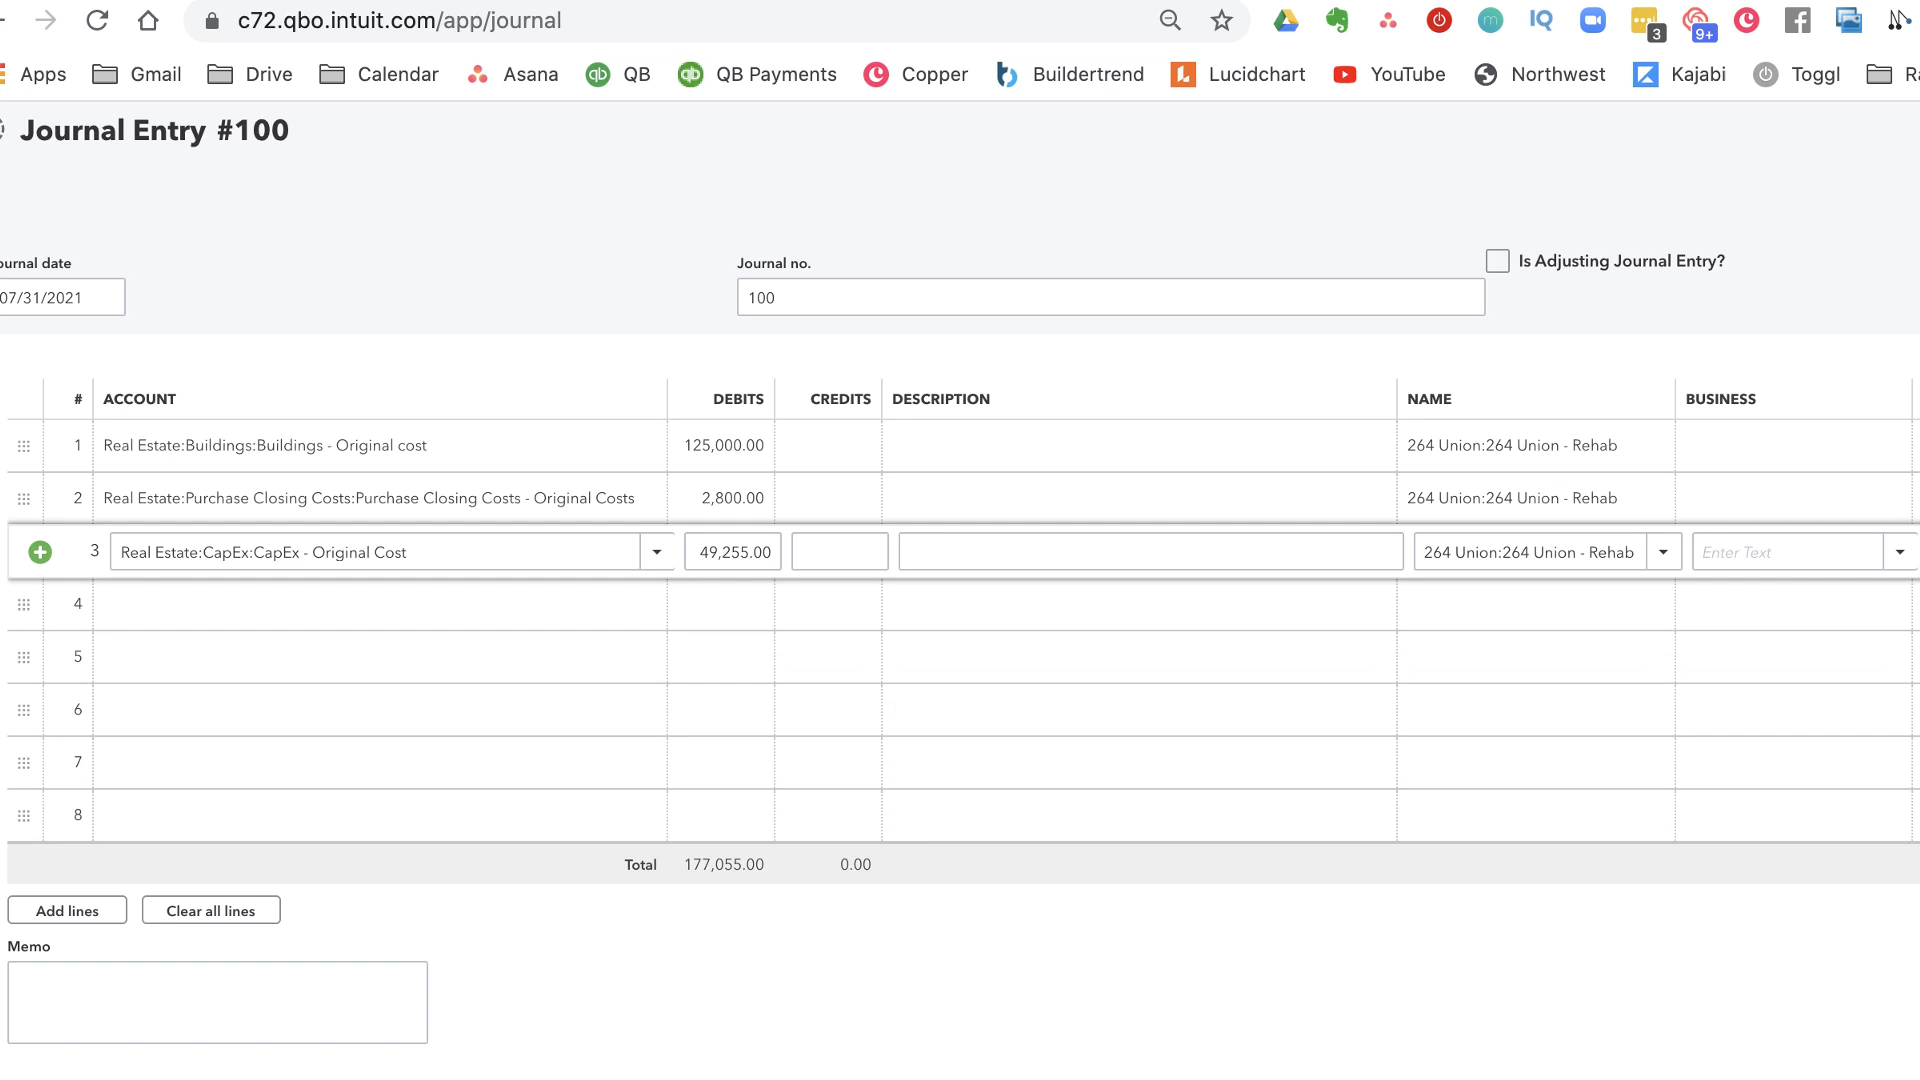 c72.qbo.intuit.com/app/journal
3
9+
Apps Gmail Drive Calendar Asana QB QB Payments Copper Buildertrend Lucidchart YouTube Northwest Kajabi Toggl
Journal Entry #100
ournal date
Journal no.
Is Adjusting Journal Entry?
07/31/2021
100
# ACCOUNT DEBITS CREDITS DESCRIPTION NAME BUSINESS
1 Real Estate:Buildings:Buildings - Original cost 125,000.00 264 Union:264 Union - Rehab
2 Real Estate:Purchase Closing Costs:Purchase Closing Costs - Original Costs 2,800.00 264 Union:264 Union - Rehab
3 Real Estate:CapEx:CapEx - Original Cost 49,255.00 264 Union:264 Union - Rehab Enter Text
4
5
6
7
8
Total 177,055.00 0.00
Add lines Clear all lines
Memo